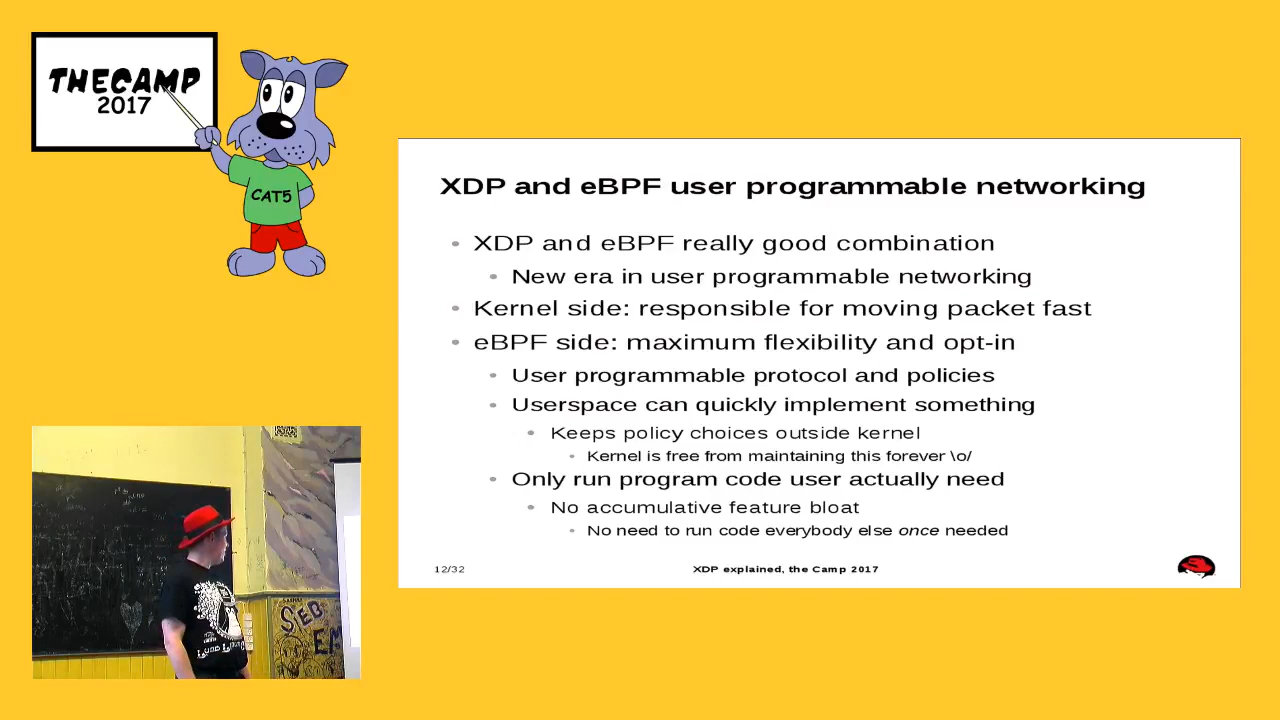 THECAMP
2017
CAT5
XDP and eBPF user programmable networking
XDP and eBPF really good combination
New era in user programmable networking
Kernel side: responsible for moving packet fast
eBPF side: maximum flexibility and opt-in
User programmable protocol and policies
Userspace can quickly implement something
Keeps policy choices outside kernel
Kernel is free from maintaining this forever \o/
Only run program code user actually need
No accumulative feature bloat
No need to run code everybody else once needed
12/32
XDP explained, the Camp 2017
SEB
EM